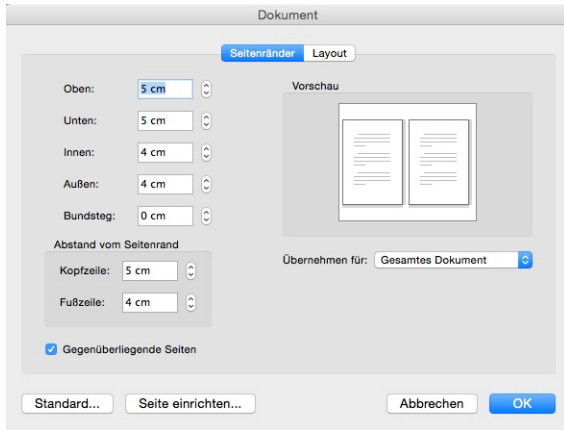 Dokument
Seitenränder Layout
Oben: 5 cm
Unten: 5 cm
Innen: 4 cm
Außen: 4 cm
Bundsteg: 0 cm
Abstand vom Seitenrand
Kopfzeile: 5 cm
Fußzeile: 4 cm
Gegenüberliegende Seiten
Vorschau
Übernehmen für: Gesamtes Dokument
Standard... Seite einrichten... Abbrechen OK